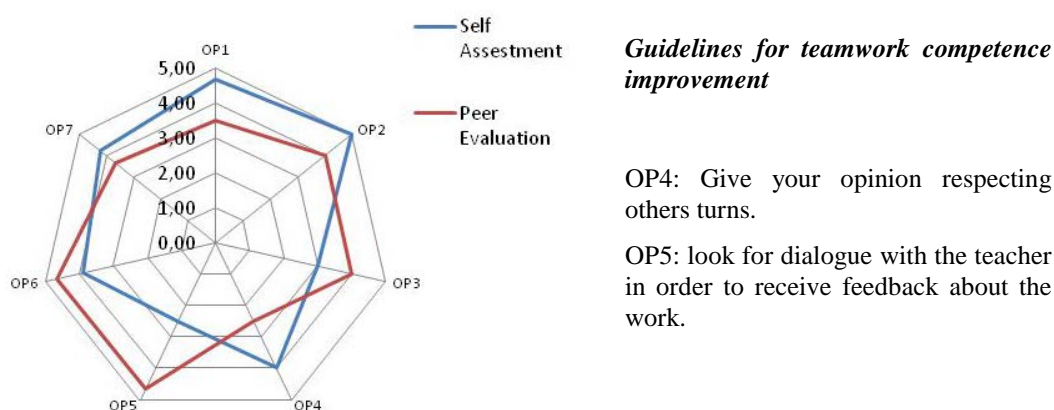 Self
Assestment
Peer
Evaluation
OP1
5,00
4,00
3,00
2,00
1,00
0,00
OP2
OP3
OP4
OP5
OP6
OP7
Guidelines for teamwork competence
improvement
OP4: Give your opinion respecting
others turns.
OP5: look for dialogue with the teacher
in order to receive feedback about the
work.